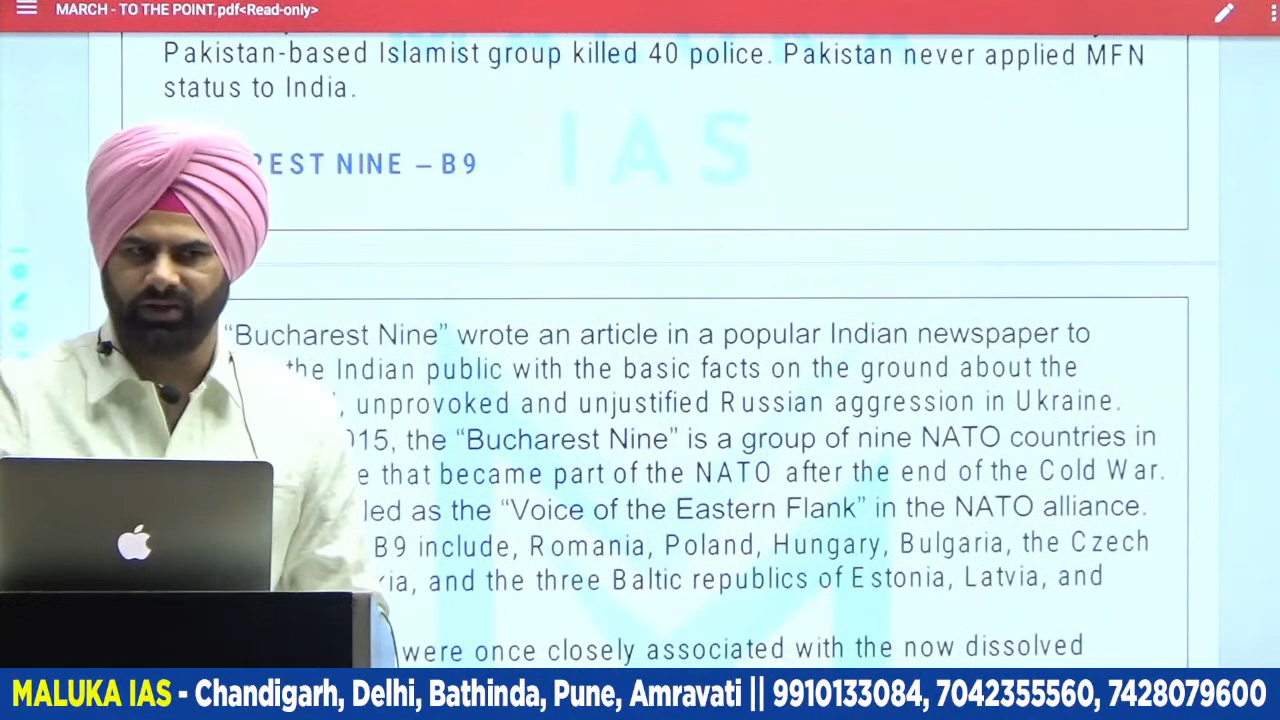 MARCH - TO THE POINT.pdf<Read-only>
Pakistan-based Islamist group killed 40 police. Pakistan never applied MFN
status to India.
IAS
REST NINE – B9
“Bucharest Nine” wrote an article in a popular Indian newspaper to
the Indian public with the basic facts on the ground about the
, unprovoked and unjustified Russian aggression in Ukraine.
015, the “Bucharest Nine” is a group of nine NATO countries in
e that became part of the NATO after the end of the Cold War.
led as the “Voice of the Eastern Flank” in the NATO alliance.
B9 include, Romania, Poland, Hungary, Bulgaria, the Czech
kia, and the three Baltic republics of Estonia, Latvia, and
were once closely associated with the now dissolved
MALUKA IAS - Chandigarh, Delhi, Bathinda, Pune, Amravati || 9910133084, 7042355560, 7428079600